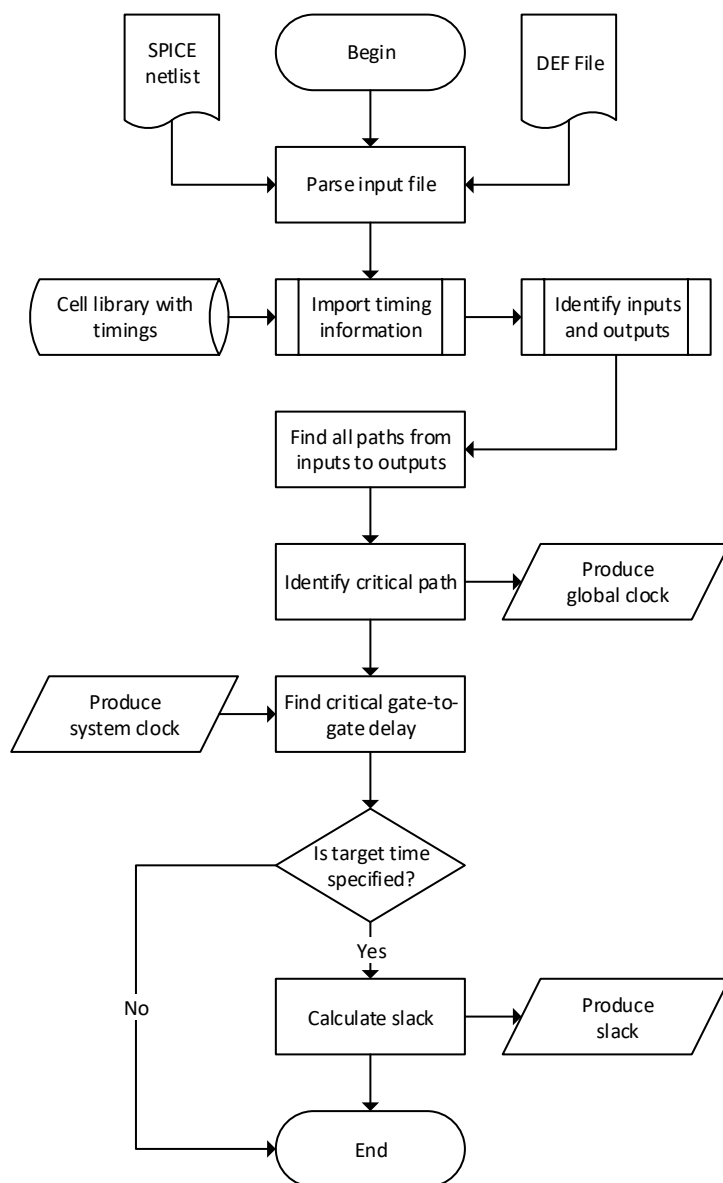 SPICE
netlist
Begin
DEF File
Parse input file
Cell library with
timings
Import timing
information
Identify inputs
and outputs
Find all paths from
inputs to outputs
Identify critical path
Produce
global clock
Produce
system clock
Find critical gate-to-
gate delay
Is target time
specified?
Yes
No
Calculate slack
Produce
slack
End